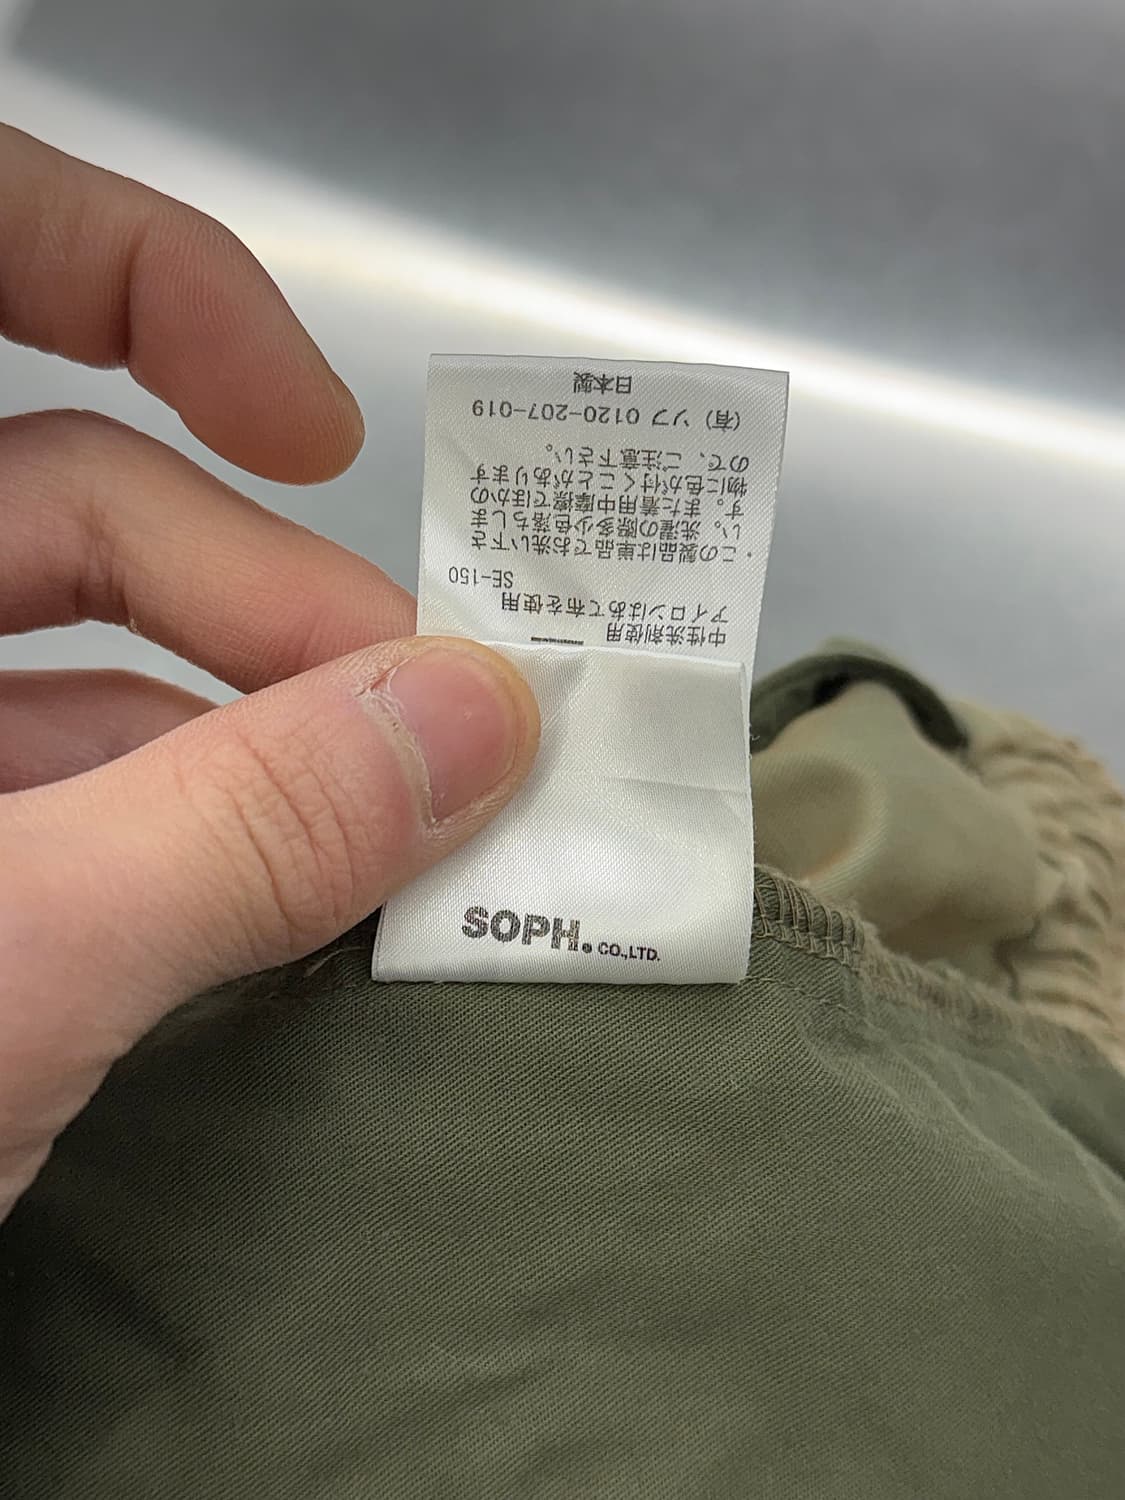 中性洗剤使用
アイロンはあて布を使用
SE-150
・この製品は単品でお洗い下さ
い。洗濯の際多少色落ちしま
す。また着用中摩擦でほかの
物に色が付くことがあります
ので、ご注意下さい。
(有) ソフ 0120-207-019
日本製
SOPH. CO.,LTD.